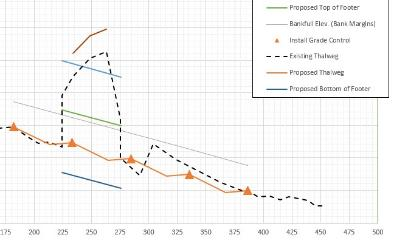 Proposed Top of Footer
Bankful Elev. (Bank Margins)
Install Grade Control
Existing Thalweg
Proposed Thalweg
Proposed Bottom of Footer
175 200 225 250 275 300 325 350 375 400 425 450 475 500